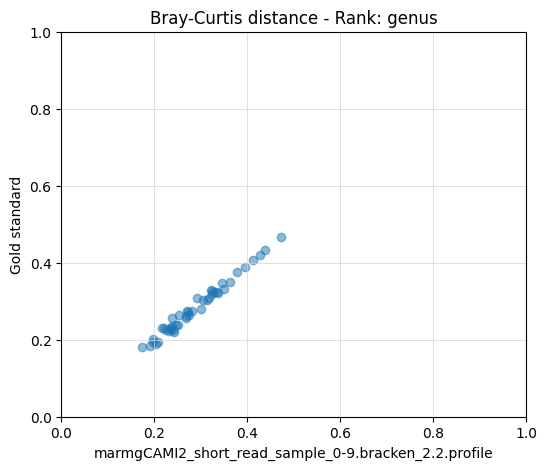 Bray-Curtis distance - Rank: genus
1.0
0.8
0.6
0.4
0.2
0.0
Gold standard
0.0 0.2 0.4 0.6 0.8 1.0
marmgCAMI2_short_read_sample_0-9.bracken_2.2.profile